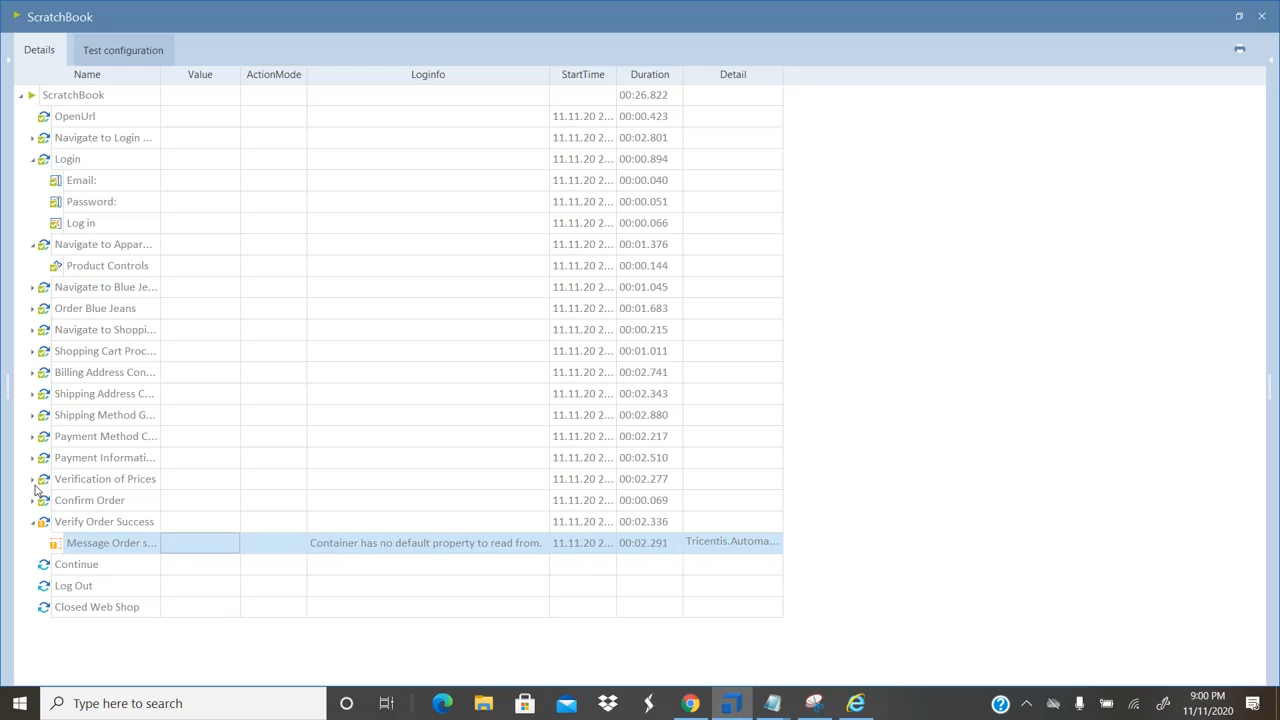 ScratchBook
Details Test configuration
Name Value ActionMode Loginfo StartTime Duration Detail
ScratchBook 00:26.822
OpenUrl 11.11.20 2... 00:00.423
Navigate to Login ... 11.11.20 2... 00:02.801
Login 11.11.20 2... 00:00.894
Email: 11.11.20 2... 00:00.040
Password: 11.11.20 2... 00:00.051
Log in 11.11.20 2... 00:00.066
Navigate to Appar... 11.11.20 2... 00:01.376
Product Controls 11.11.20 2... 00:00.144
Navigate to Blue Je... 11.11.20 2... 00:01.045
Order Blue Jeans 11.11.20 2... 00:01.683
Navigate to Shoppi... 11.11.20 2... 00:00.215
Shopping Cart Proc... 11.11.20 2... 00:01.011
Billing Address Con... 11.11.20 2... 00:02.741
Shipping Address C... 11.11.20 2... 00:02.343
Shipping Method G... 11.11.20 2... 00:02.880
Payment Method C... 11.11.20 2... 00:02.217
Payment Informati... 11.11.20 2... 00:02.510
Verification of Prices 11.11.20 2... 00:02.277
Confirm Order 11.11.20 2... 00:00.069
Verify Order Success 11.11.20 2... 00:02.336
Message Order s... Container has no default property to read from. 11.11.20 2... 00:02.291 Tricentis.Automa...
Continue
Log Out
Closed Web Shop
Type here to search
9:00 PM
11/11/2020